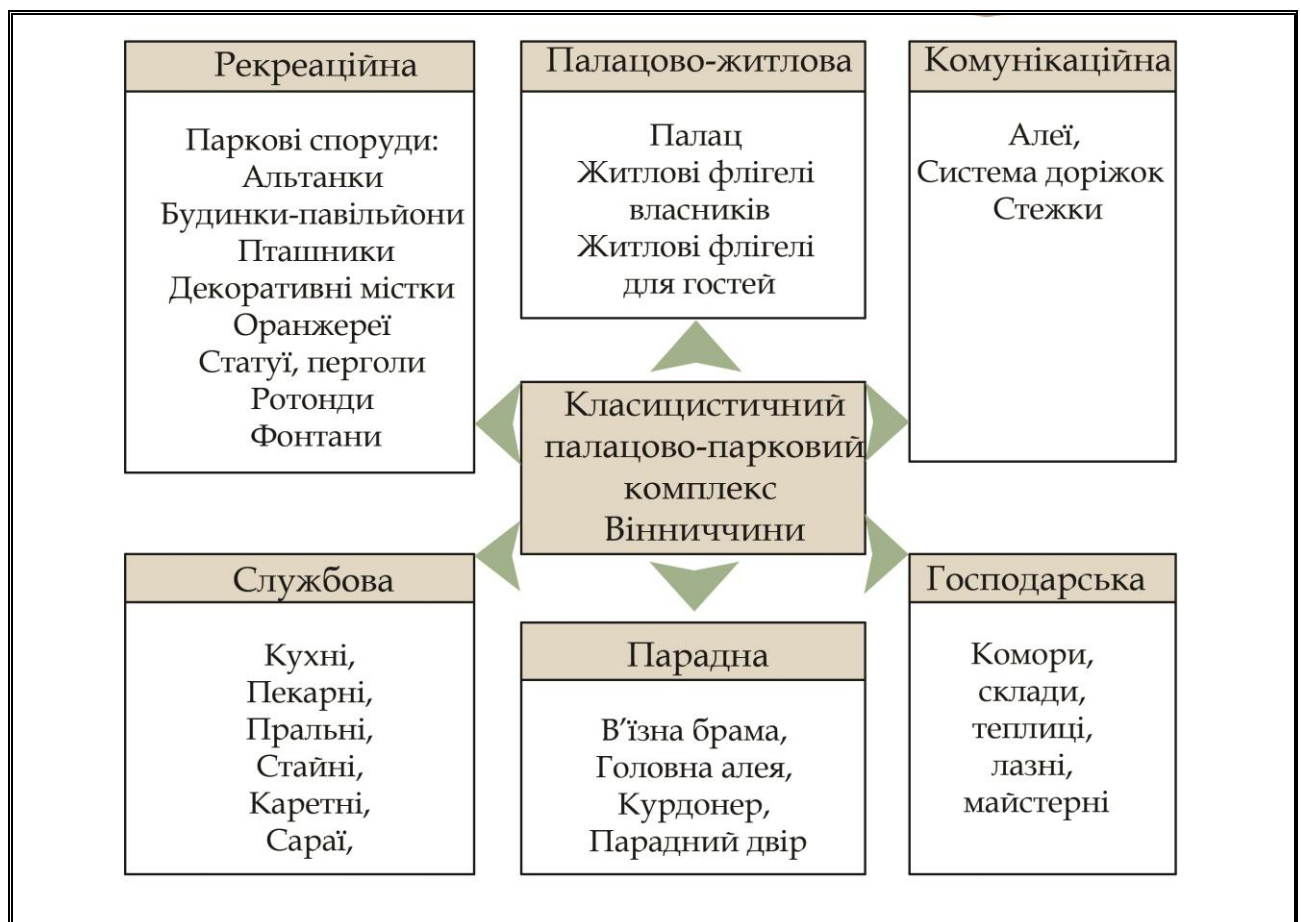 Рекреаційна
Паркові споруди:
Альтанки
Будинки-павільйони
Пташники
Декоративні містки
Оранжереї
Статуї, перголи
Ротонди
Фонтани
Палацово-житлова
Палац
Житлові флігелі
власників
Житлові флігелі
для гостей
Комунікаційна
Алеї,
Система доріжок
Стежки
Класицистичний
палацово-парковий
комплекс
Вінниччини
Службова
Кухні,
Пекарні,
Пральні,
Стайні,
Каретні,
Сараї,
Парадна
В’їзна брама,
Головна алея,
Курдонер,
Парадний двір
Господарська
Комори,
склади,
теплиці,
лазні,
майстерні